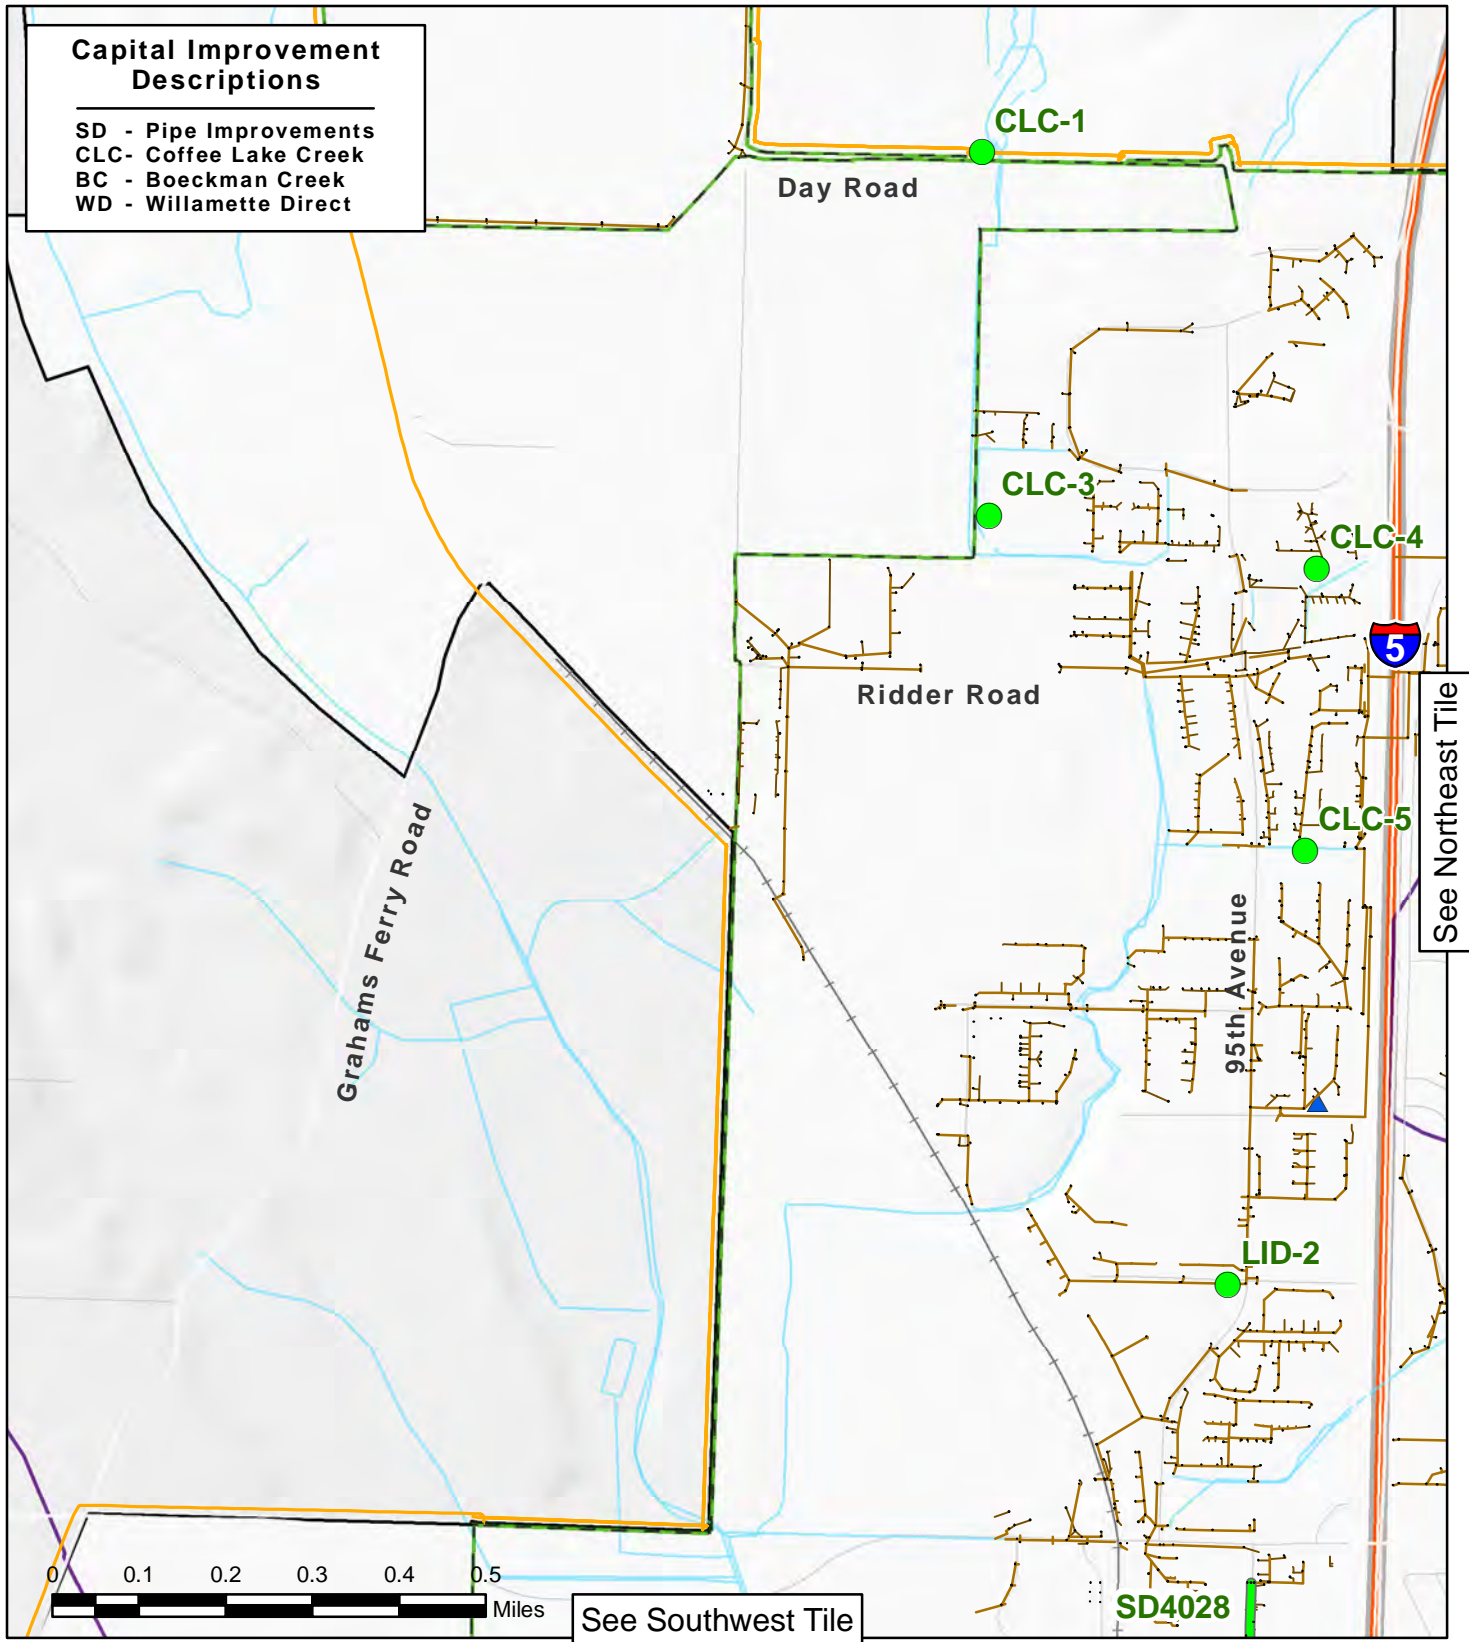 Capital Improvement
Descriptions
SD - Pipe Improvements
CLC- Coffee Lake Creek
BC - Boeckman Creek
WD - Willamette Direct
CLC-1
Day Road
CLC-3
CLC-4
5
Ridder Road
See Northeast Tile
CLC-5
Grahams Ferry Road
95th Avenue
LID-2
0 0.1 0.2 0.3 0.4 0.5
Miles
SD4028
See Southwest Tile